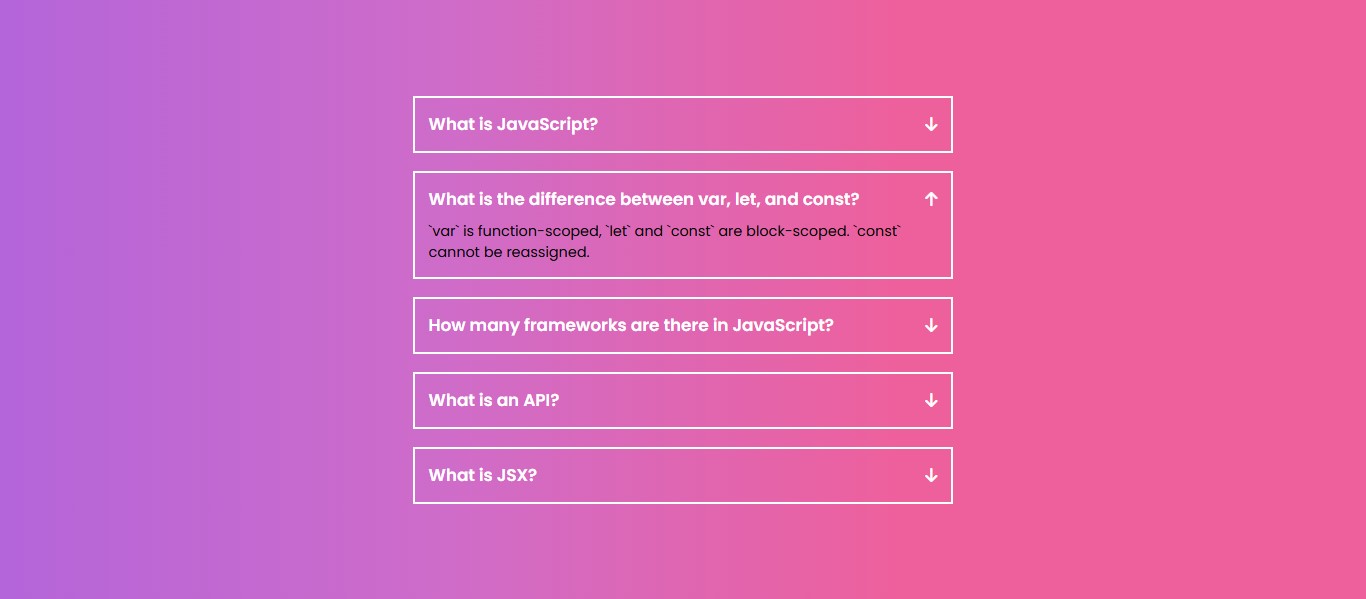 What is JavaScript?
What is the difference between var, let, and const?
`var` is function-scoped, `let` and `const` are block-scoped. `const`
cannot be reassigned.
How many frameworks are there in JavaScript?
What is an API?
What is JSX?